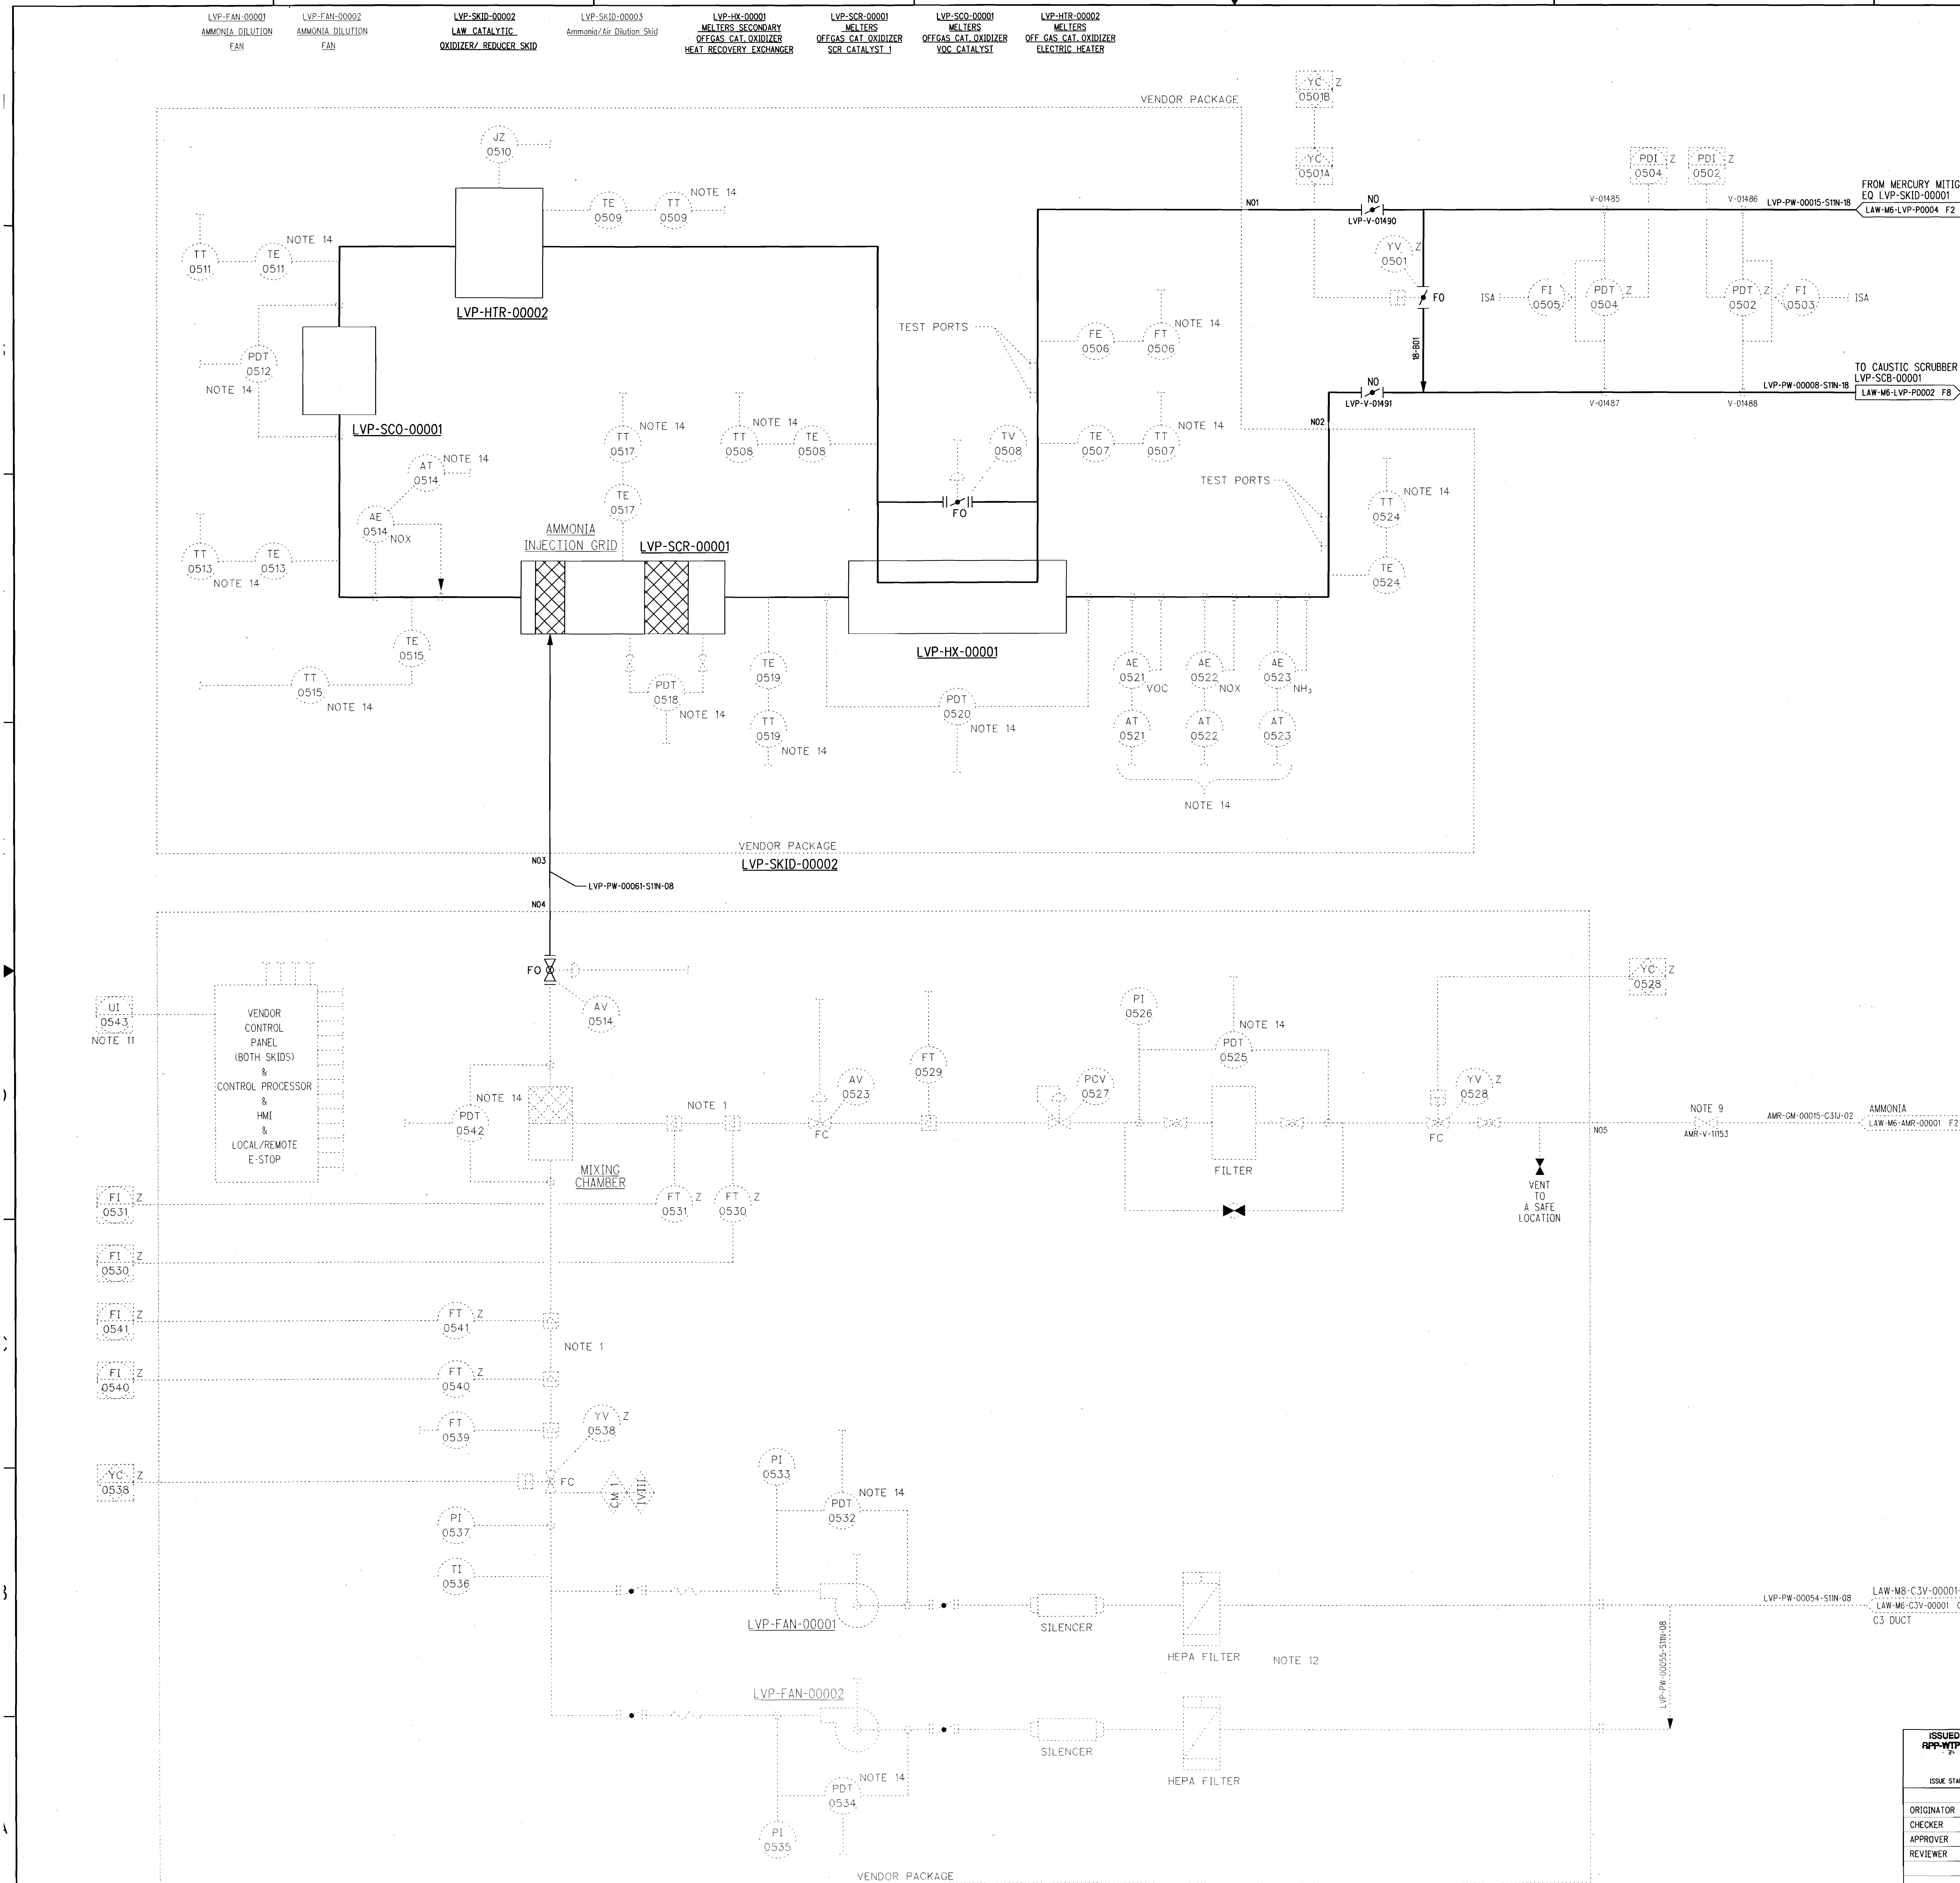 LVP-FAN-00001
AMMONIA DILUTION
FAN
LVP-FAN-00002
AMMONIA DILUTION
FAN
LVP-SKID-00002
LAW CATALYTIC
OXIDIZER/ REDUCER SKID
LVP-SKID-00003
Ammonia/Air Dilution Skid
LVP-HX-00001
MELTERS SECONDARY
OFFGAS CAT. OXIDIZER
HEAT RECOVERY EXCHANGER
LVP-SCR-00001
MELTERS
OFFGAS CAT. OXIDIZER
SCR CATALYST 1
LVP-SCO-00001
MELTERS
OFFGAS CAT. OXIDIZER
VOC CATALYST
LVP-HTR-00002
MELTERS
OFF GAS CAT. OXIDIZER
ELECTRIC HEATER
VENDOR PACKAGE
YC Z
0501B
YC
0501A
JZ
0510
TE
0509
TT
0509
NOTE 14
TT
0511
TE
0511
NOTE 14
LVP-HTR-00002
PDT
0512
NOTE 14
LVP-SCO-00001
N01
NO
LVP-V-01490
YV Z
0501
FO
18-B01
PDI Z
0504
PDI Z
0502
V-01485
V-01486
LVP-PW-00015-S11N-18
FROM MERCURY MITIG
EQ LVP-SKID-00001
LAW-M6-LVP-P0004 F2
ISA
FI
0505
PDT Z
0504
PDT Z
0502
FI
0503
ISA
TO CAUSTIC SCRUBBER
LVP-SCB-00001
LAW-M6-LVP-P0002 F8
LVP-PW-00008-S11N-18
V-01487
V-01488
NO
LVP-V-01491
N02
TEST PORTS
FE
0506
FT
0506
NOTE 14
TE
0507
TT
0507
NOTE 14
TV
0508
FO
TT
0508
NOTE 14
TE
0508
TT
0517
NOTE 14
TE
0517
AT
0514
NOTE 14
AE
0514
NOX
TT
0513
TE
0513
NOTE 14
AMMONIA
INJECTION GRID
LVP-SCR-00001
TE
0515
TT
0515
NOTE 14
PDT
0518
NOTE 14
TE
0519
TT
0519
NOTE 14
LVP-HX-00001
PDT
0520
NOTE 14
TEST PORTS
TT
0524
NOTE 14
TE
0524
AE
0521
VOC
AE
0522
NOX
AE
0523
NH₃
AT
0521
AT
0522
AT
0523
NOTE 14
VENDOR PACKAGE
LVP-SKID-00002
N03
LVP-PW-00061-S11N-08
N04
FO
AV
0514
UI
0543
NOTE 11
VENDOR
CONTROL
PANEL
(BOTH SKIDS)
&
CONTROL PROCESSOR
&
HMI
&
LOCAL/REMOTE
E-STOP
PDT
0542
NOTE 14
MIXING
CHAMBER
NOTE 1
FT Z
0531
FT Z
0530
AV
0523
FC
FT
0529
PCV
0527
PI
0526
NOTE 14
PDT
0525
FILTER
YC Z
0528
YV Z
0528
FC
VENT
TO
A SAFE
LOCATION
N05
NOTE 9
AMR-V-11153
AMR-GM-00015-C31J-02
AMMONIA
LAW-M6-AMR-00001 F2
FI Z
0531
FI Z
0530
FI Z
0541
FT Z
0541
NOTE 1
FI Z
0540
FT Z
0540
FT
0539
YC Z
0538
YV Z
0538
FC
CM 1
IVIII
PI
0537
TI
0536
PI
0533
PDT
0532
NOTE 14
LVP-FAN-00001
SILENCER
HEPA FILTER
NOTE 12
LVP-PW-00054-S11N-08
LAW-M8-C3V-00001-
LAW-M6-C3V-00001
C3 DUCT
LVP-PW-00055-S11N-08
LVP-FAN-00002
SILENCER
HEPA FILTER
PDT
0534
NOTE 14
PI
0535
VENDOR PACKAGE
ISSUED
RPP-WTP
ISSUE STA
ORIGINATOR
CHECKER
APPROVER
REVIEWER
D
C
B
A